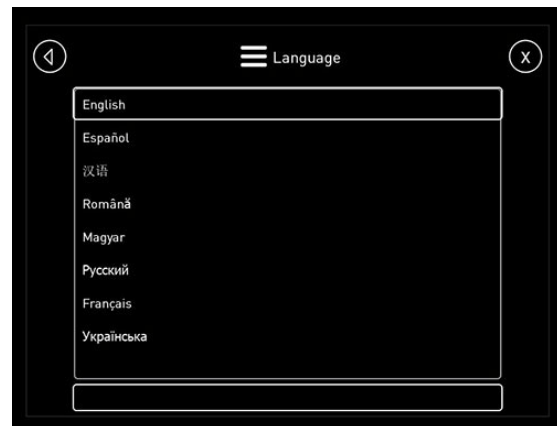 Language
X
English
Español
汉语
Română
Magyar
Русский
Français
Українська